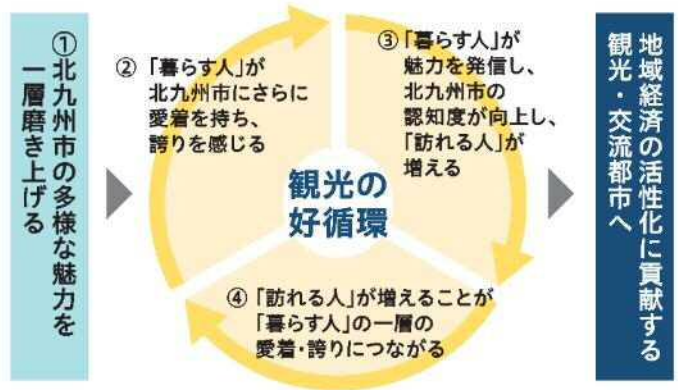 ①北九州市の多様な魅力を
一層磨き上げる
②「暮らす人」が
北九州市にさらに
愛着を持ち、
誇りを感じる
③「暮らす人」が
魅力を発信し、
北九州市の
認知度が向上し、
「訪れる人」が
増える
観光の
好循環
④「訪れる人」が増えることが
「暮らす人」の一層の
愛着・誇りにつながる
地域経済の活性化に貢献する
観光・交流都市へ